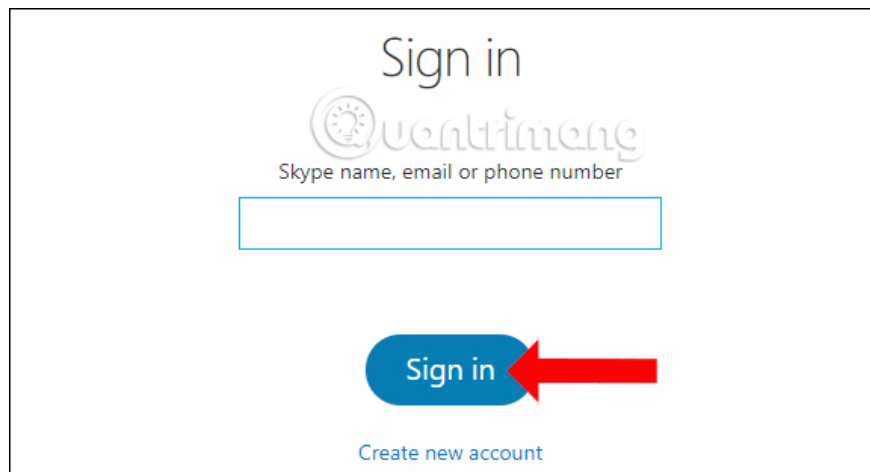 Sign in
Quantrimang
Skype name, email or phone number
Sign in
Create new account